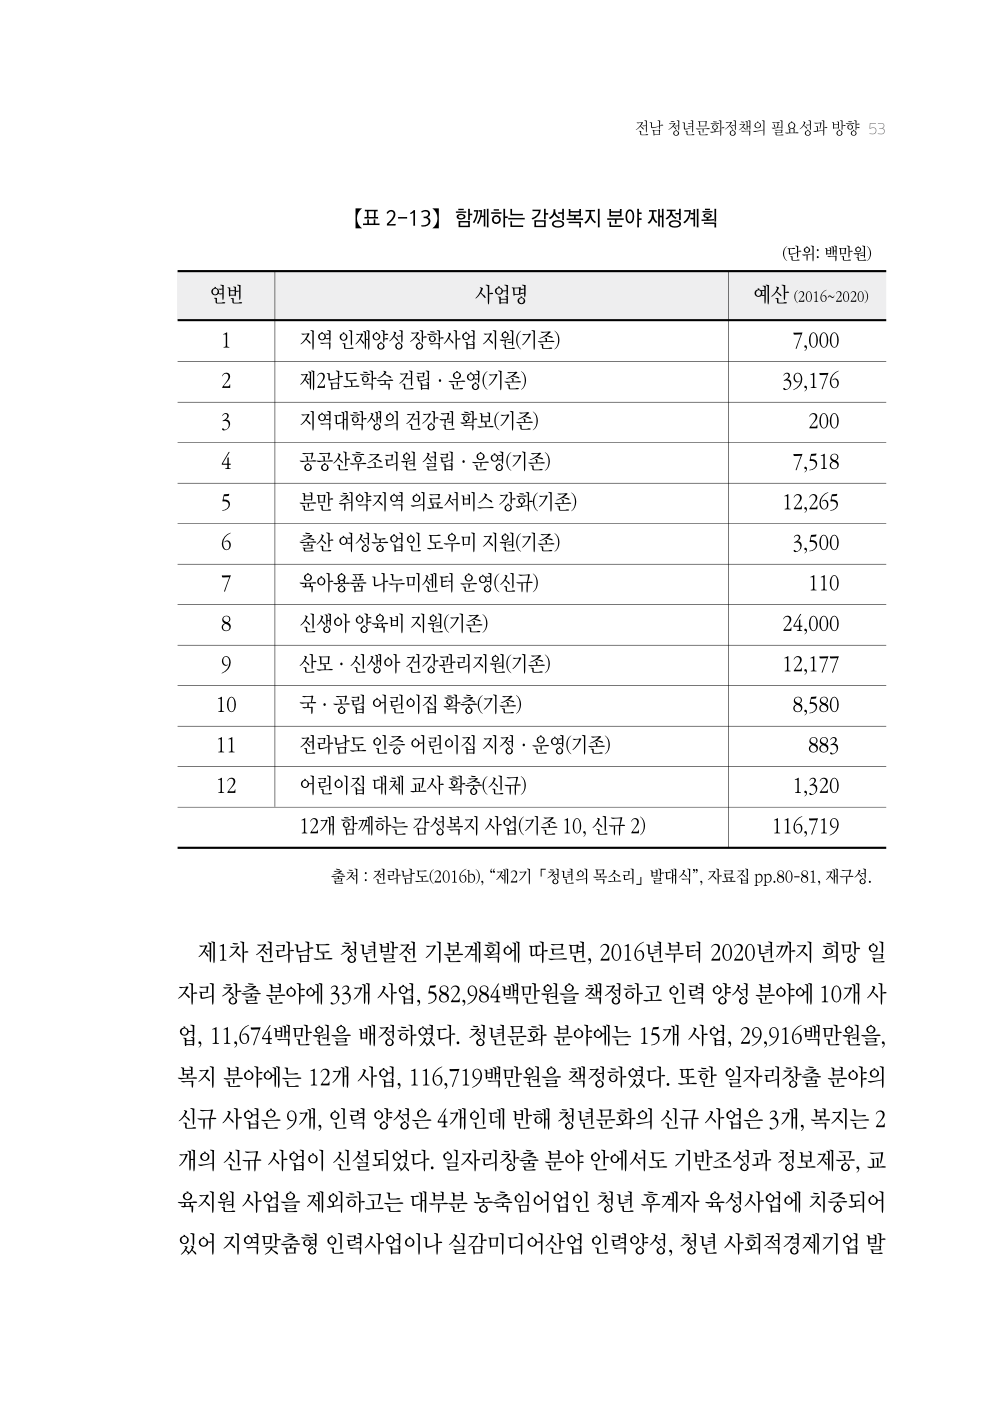 전남 청년문화정책의 필요성과 방향 53
【표 2-13】 함께하는 감성복지 분야 재정계획
(단위: 백만원)
연번 사업명 예산 (2016~2020)
1 지역 인재양성 장학사업 지원(기존) 7,000
2 제2남도학숙 건립·운영(기존) 39,176
3 지역대학생의 건강권 확보(기존) 200
4 공공산후조리원 설립·운영(기존) 7,518
5 분만 취약지역 의료서비스 강화(기존) 12,265
6 출산 여성농업인 도우미 지원(기존) 3,500
7 육아용품 나누미센터 운영(신규) 110
8 신생아 양육비 지원(기존) 24,000
9 산모·신생아 건강관리지원(기존) 12,177
10 국·공립 어린이집 확충(기존) 8,580
11 전라남도 인증 어린이집 지정·운영(기존) 883
12 어린이집 대체 교사 확충(신규) 1,320
12개 함께하는 감성복지 사업(기존 10, 신규 2) 116,719
출처 : 전라남도(2016b), “제2기「청년의 목소리」발대식”, 자료집 pp.80-81, 재구성.
제1차 전라남도 청년발전 기본계획에 따르면, 2016년부터 2020년까지 희망 일
자리 창출 분야에 33개 사업, 582,984백만원을 책정하고 인력 양성 분야에 10개 사
업, 11,674백만원을 배정하였다. 청년문화 분야에는 15개 사업, 29,916백만원을,
복지 분야에는 12개 사업, 116,719백만원을 책정하였다. 또한 일자리창출 분야의
신규 사업은 9개, 인력 양성은 4개인데 반해 청년문화의 신규 사업은 3개, 복지는 2
개의 신규 사업이 신설되었다. 일자리창출 분야 안에서도 기반조성과 정보제공, 교
육지원 사업을 제외하고는 대부분 농축임어업인 청년 후계자 육성사업에 치중되어
있어 지역맞춤형 인력사업이나 실감미디어산업 인력양성, 청년 사회적경제기업 발